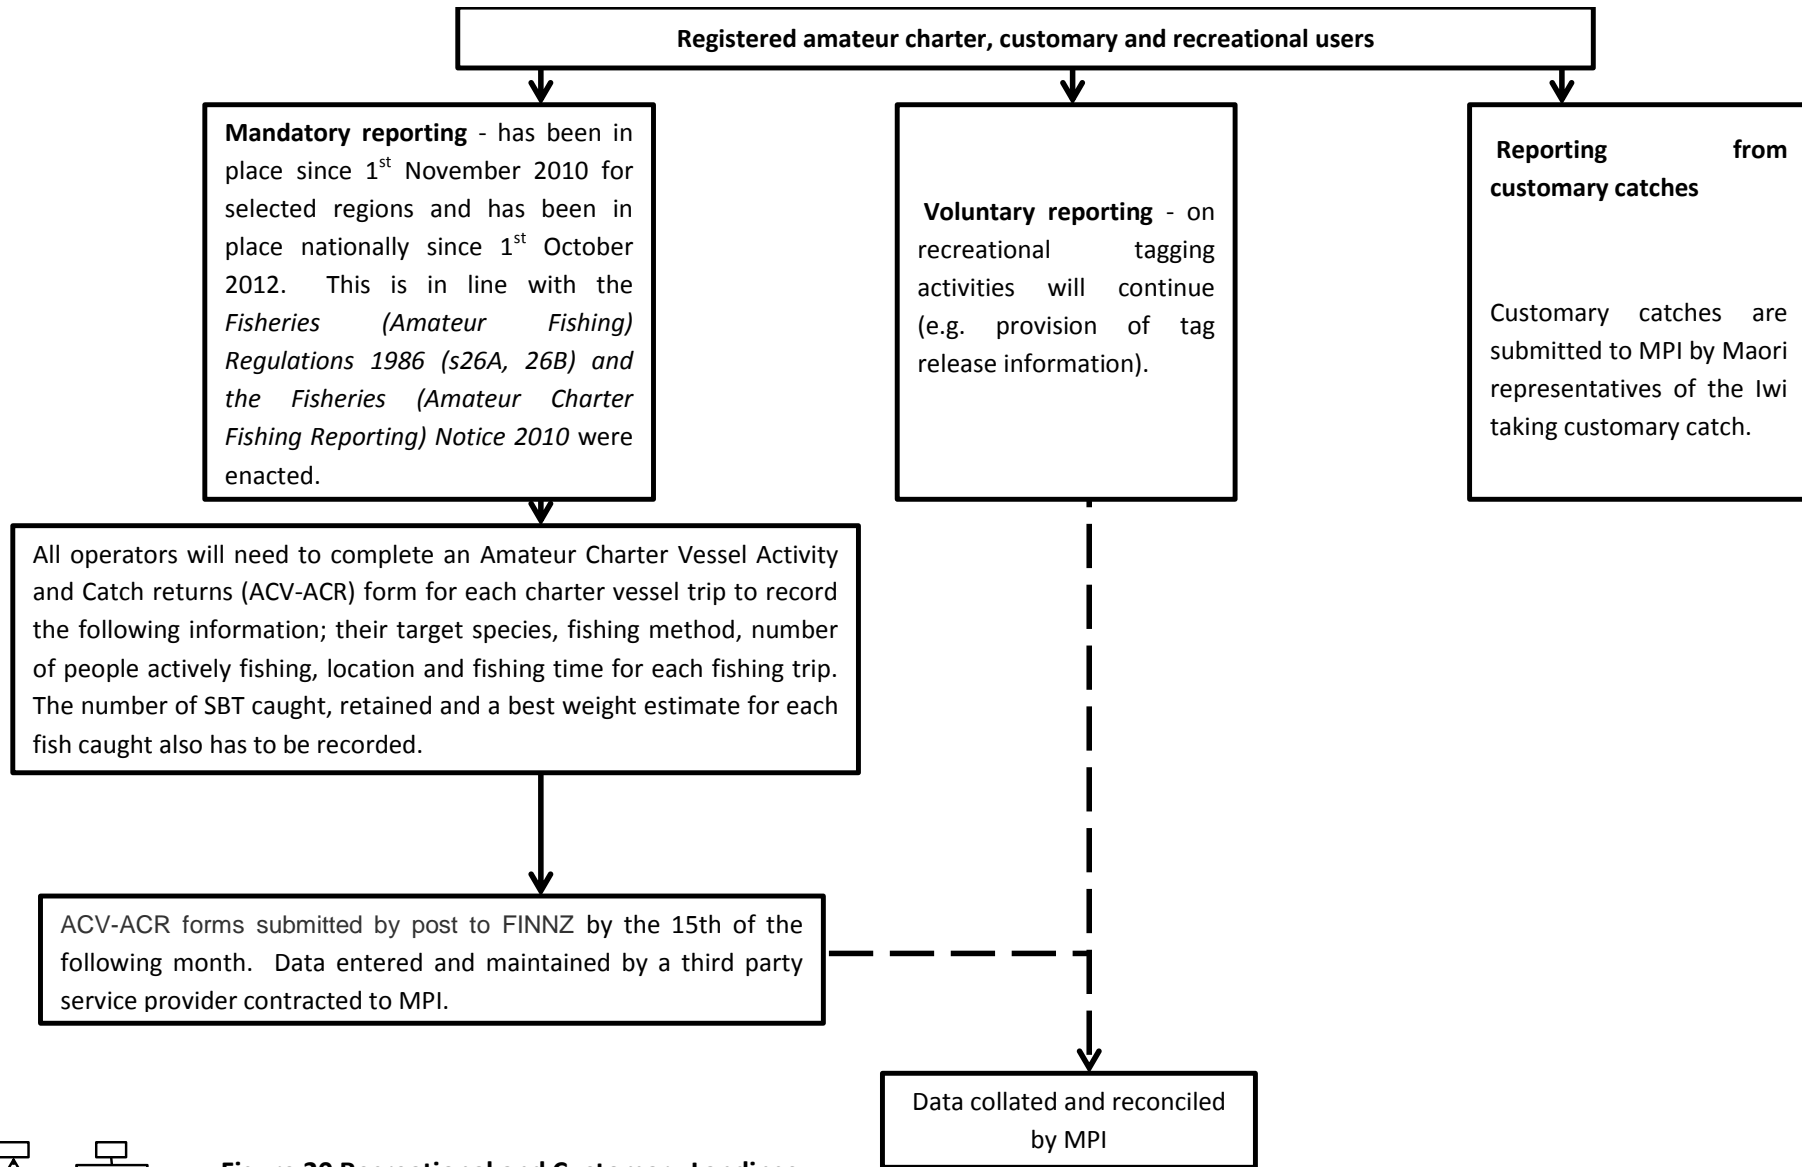 Registered amateur charter, customary and recreational users
Mandatory reporting - has been in
place since 1st November 2010 for
selected regions and has been in
place nationally since 1st October
2012. This is in line with the
Fisheries (Amateur Fishing)
Regulations 1986 (s26A, 26B) and
the Fisheries (Amateur Charter
Fishing Reporting) Notice 2010 were
enacted.
Voluntary reporting - on
recreational tagging
activities will continue
(e.g. provision of tag
release information).
Reporting from
customary catches
Customary catches are
submitted to MPI by Maori
representatives of the Iwi
taking customary catch.
All operators will need to complete an Amateur Charter Vessel Activity
and Catch returns (ACV-ACR) form for each charter vessel trip to record
the following information; their target species, fishing method, number
of people actively fishing, location and fishing time for each fishing trip.
The number of SBT caught, retained and a best weight estimate for each
fish caught also has to be recorded.
ACV-ACR forms submitted by post to FINNZ by the 15th of the
following month. Data entered and maintained by a third party
service provider contracted to MPI.
Data collated and reconciled
by MPI
Figure 20 Recreational and Customary Landings